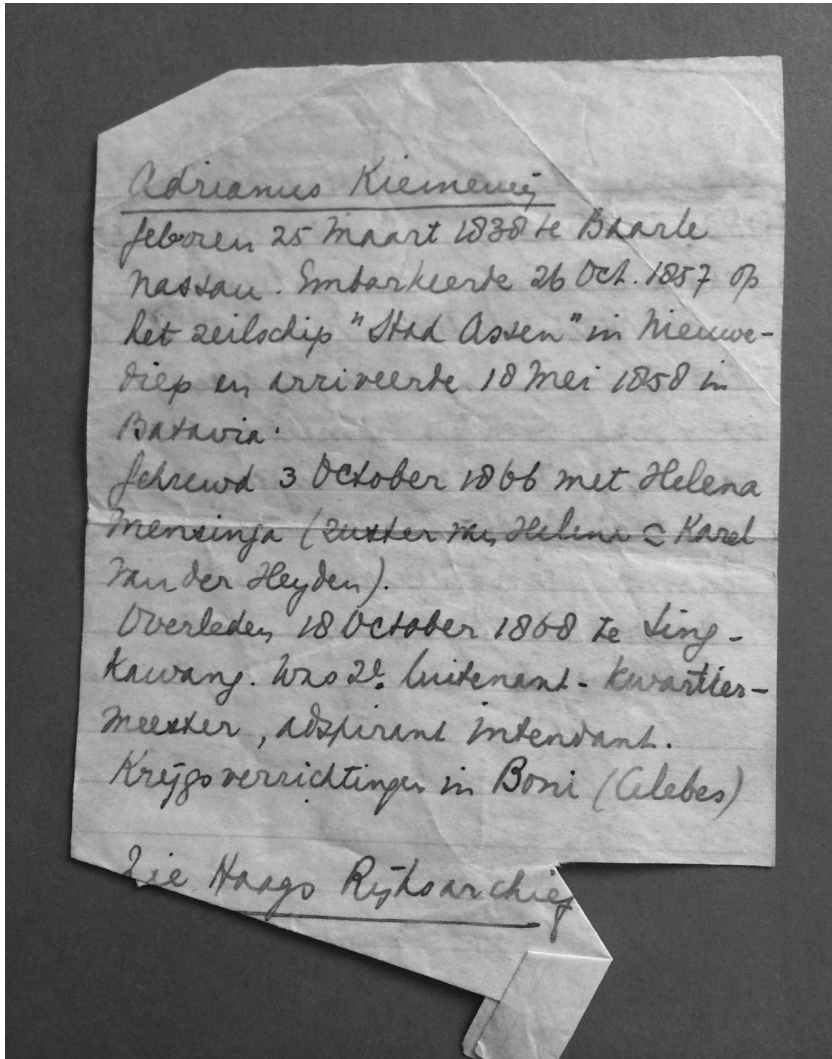 Adrianus Kiemeneij
geboren 25 Maart 1838 te Baarle
Nassau. Embarkeerde 26 Oct. 1857 op
het zeilschip "Stad Assen" in Nieuwe-
diep en arriveerde 18 Mei 1858 in
Batavia.
Gehuwd 3 October 1866 met Helena
Mensinga (zuster van Helena Karel
van der Heyden).
Overleden 18 October 1868 te Sing-
kawang. Was 2e luitenant-kwartier-
meester, adspirant intendant.
Krijgsverrichtingen in Boni (Celebes)
Zie Haags Rijksarchief